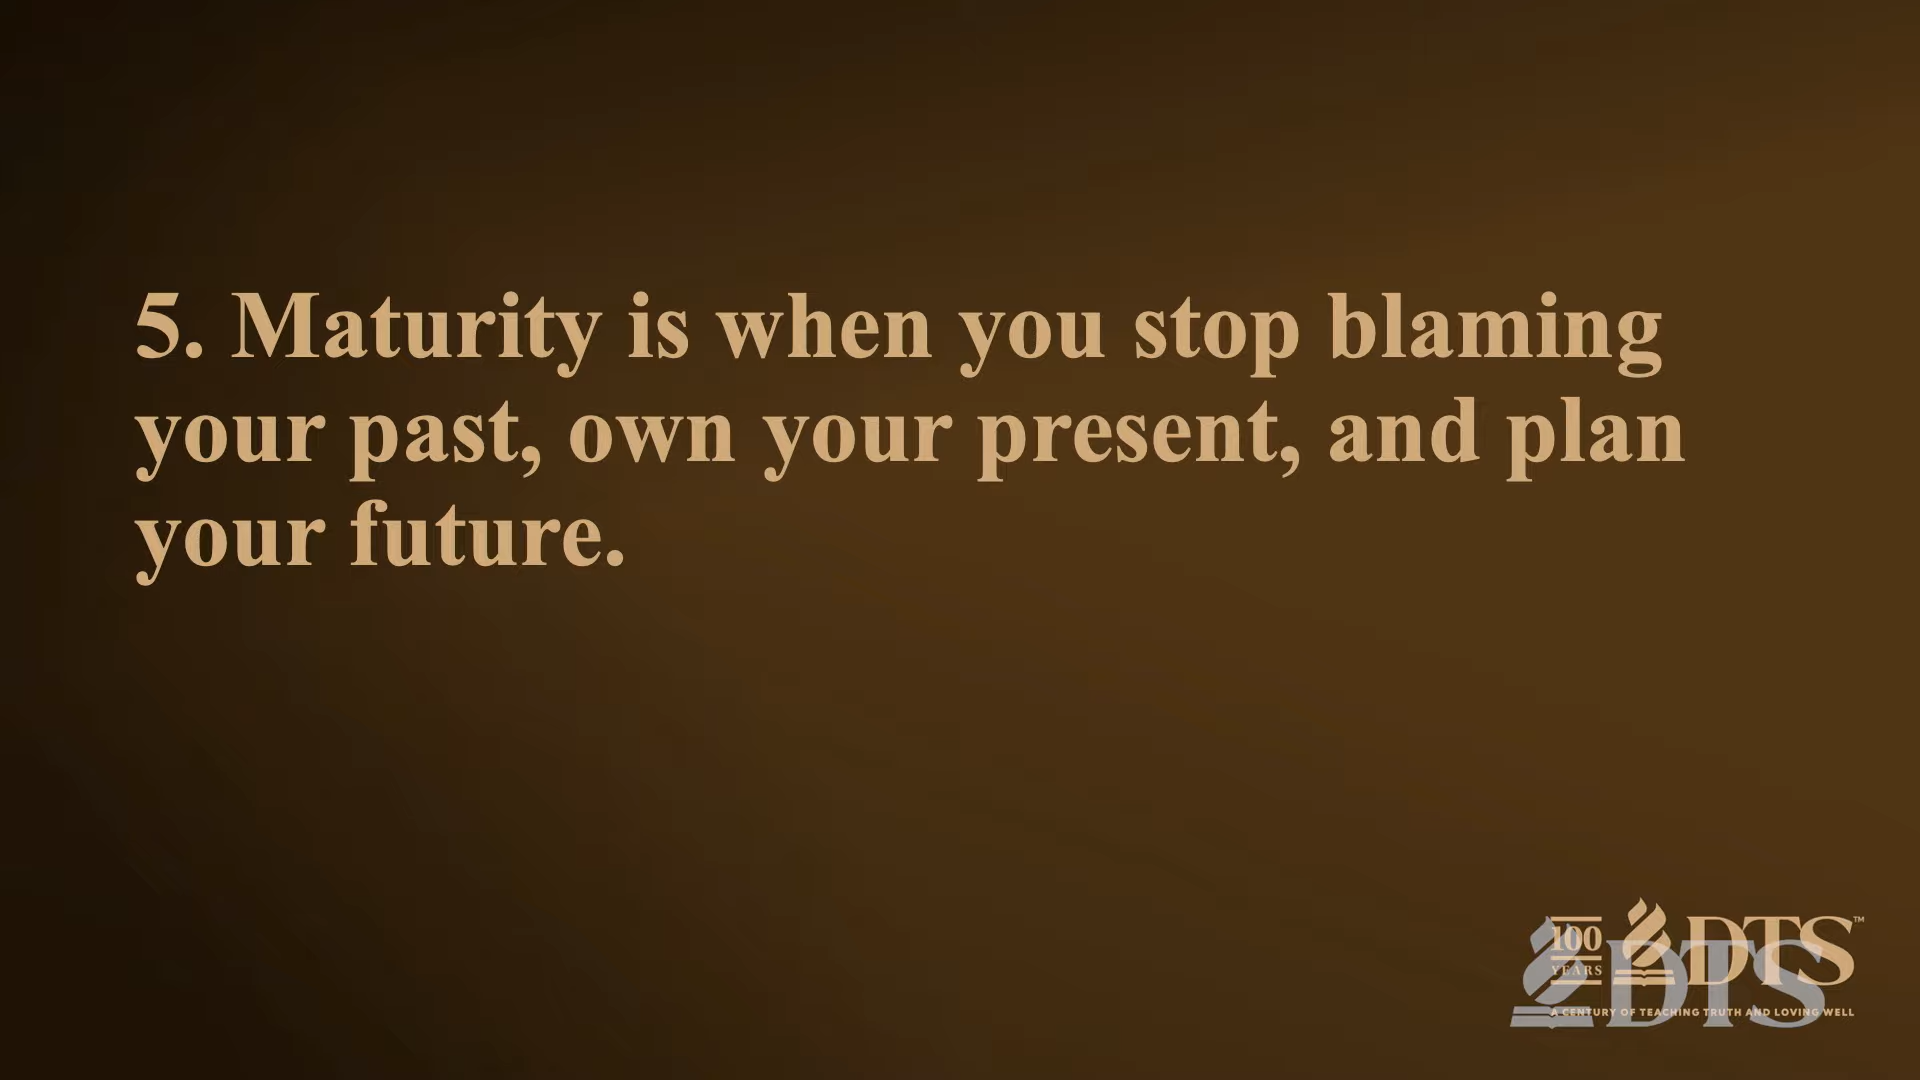 5. Maturity is when you stop blaming
your past, own your present, and plan
your future.
100
YEARS
DTS™
A CENTURY OF TEACHING TRUTH AND LOVING WELL
DTS